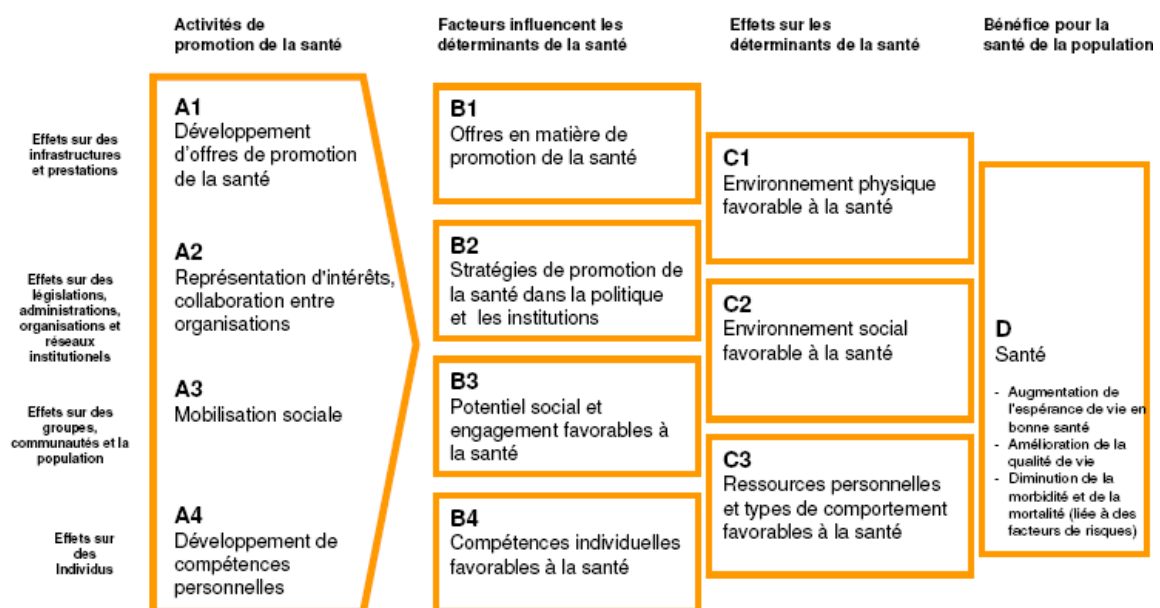 Activités de
promotion de la santé
Facteurs influencent les
déterminants de la santé
Effets sur les
déterminants de la santé
Bénéfice pour la
santé de la population
Effets sur des
infrastructures
et prestations
A1
Développement
d'offres de promotion
de la santé
B1
Offres en matière de
promotion de la santé
C1
Environnement physique
favorable à la santé
Effets sur des
législations,
administrations,
organisations et
réseaux
institutionels
A2
Représentation d'intérêts,
collaboration entre
organisations
B2
Stratégies de promotion de
la santé dans la politique
et les institutions
C2
Environnement social
favorable à la santé
D
Santé
- Augmentation de
l'espérance de vie en
bonne santé
- Amélioration de la
qualité de vie
- Diminution de la
morbidité et de la
mortalité (liée à des
facteurs de risques)
Effets sur des
groupes,
communautés et la
population
A3
Mobilisation sociale
B3
Potentiel social et
engagement favorables à
la santé
C3
Ressources personnelles
et types de comportement
favorables à la santé
Effets sur
des
Individus
A4
Développement de
compétences
personnelles
B4
Compétences individuelles
favorables à la santé